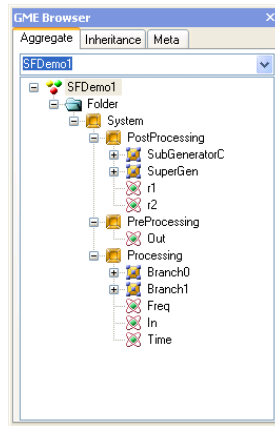 GME Browser
Aggregate Inheritance Meta
SFDemo1
SFDemo1
Folder
System
PostProcessing
SubGeneratorC
SuperGen
r1
r2
PreProcessing
Out
Processing
Branch0
Branch1
Freq
In
Time